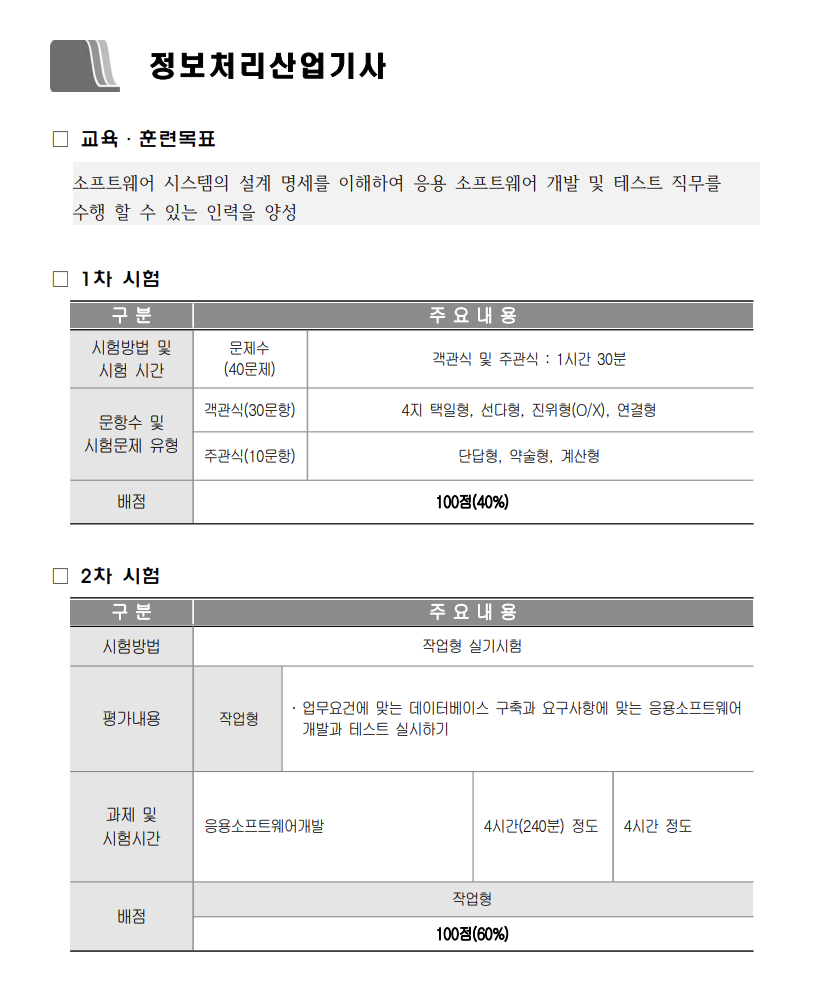 정보처리산업기사
□ 교육·훈련목표
소프트웨어 시스템의 설계 명세를 이해하여 응용 소프트웨어 개발 및 테스트 직무를
수행 할 수 있는 인력을 양성
□ 1차 시험
구 분 주 요 내 용
시험방법 및
시험 시간
문제수
(40문제)
객관식 및 주관식 : 1시간 30분
문항수 및
시험문제 유형
객관식(30문항) 4지 택일형, 선다형, 진위형(O/X), 연결형
주관식(10문항) 단답형, 약술형, 계산형
배점 100점(40%)
□ 2차 시험
구 분 주 요 내 용
시험방법 작업형 실기시험
평가내용 작업형
· 업무요건에 맞는 데이터베이스 구축과 요구사항에 맞는 응용소프트웨어
개발과 테스트 실시하기
과제 및
시험시간
응용소프트웨어개발 4시간(240분) 정도 4시간 정도
배점
작업형
100점(60%)